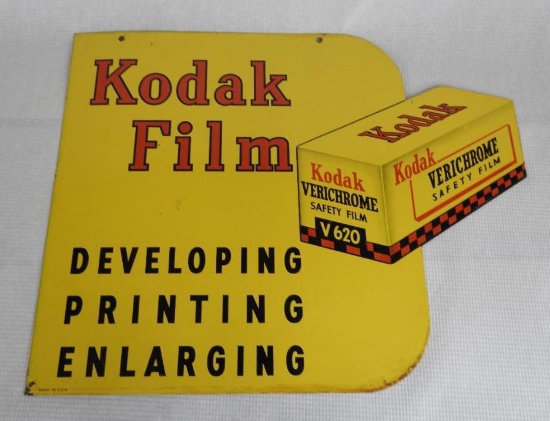 Kodak
Film
Kodak
Kodak
VERICHROME
SAFETY FILM
V 620
Kodak
VERICHROME
SAFETY FILM
DEVELOPING
PRINTING
ENLARGING